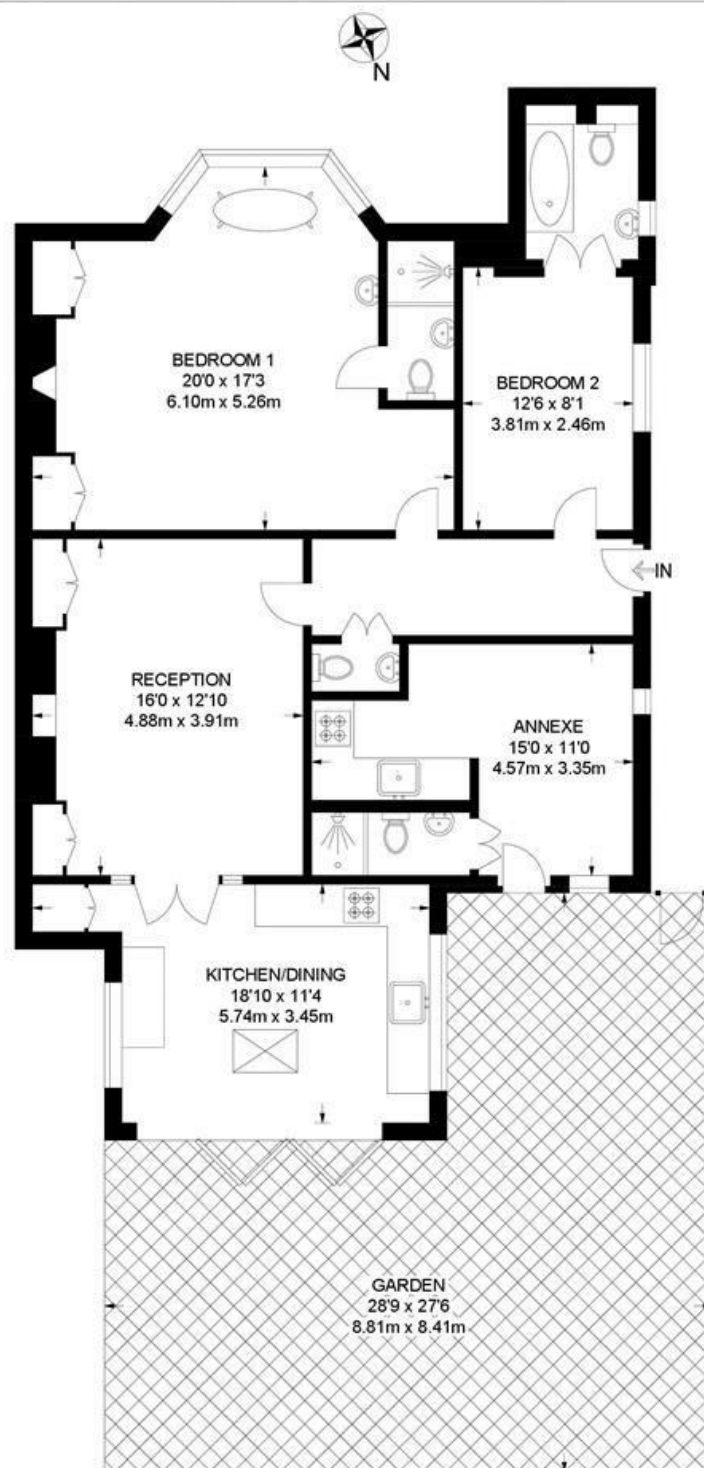 N
BEDROOM 1
20'0 x 17'3
6.10m x 5.26m
BEDROOM 2
12'6 x 8'1
3.81m x 2.46m
IN
RECEPTION
16'0 x 12'10
4.88m x 3.91m
ANNEXE
15'0 x 11'0
4.57m x 3.35m
KITCHEN/DINING
18'10 x 11'4
5.74m x 3.45m
GARDEN
28'9 x 27'6
8.81m x 8.41m